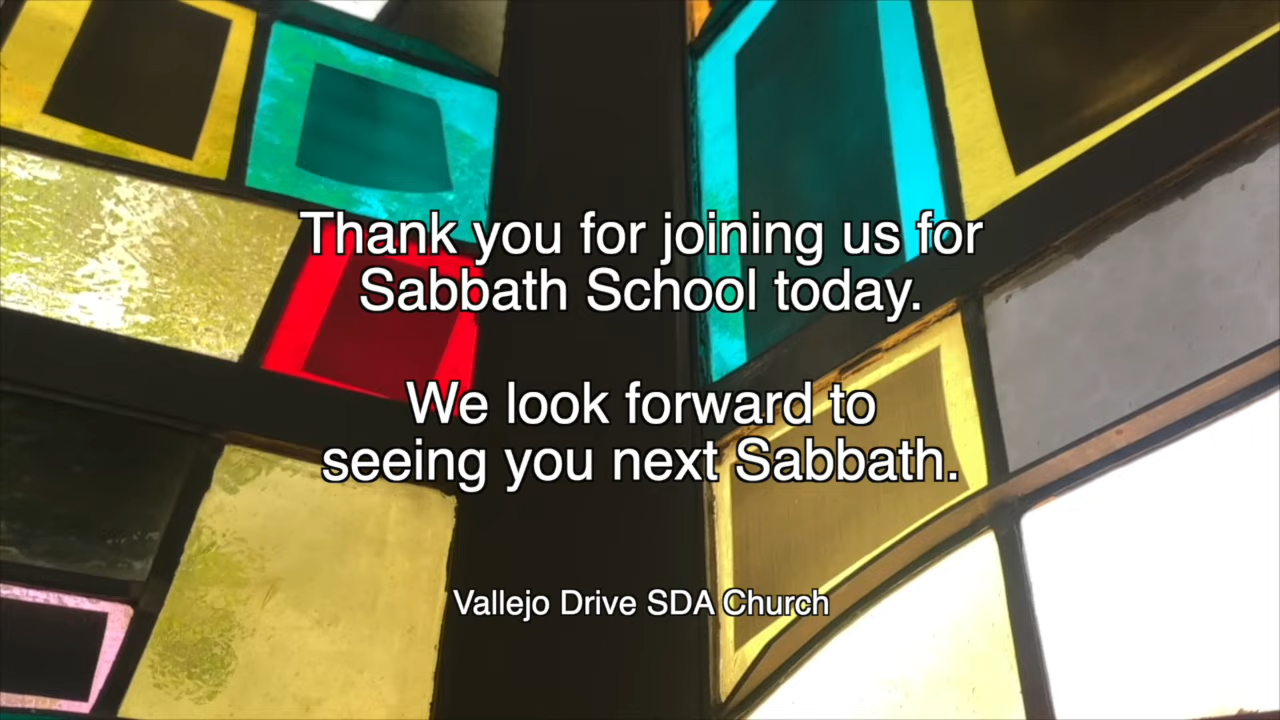 Thank you for joining us for
Sabbath School today.
We look forward to
seeing you next Sabbath.
Vallejo Drive SDA Church